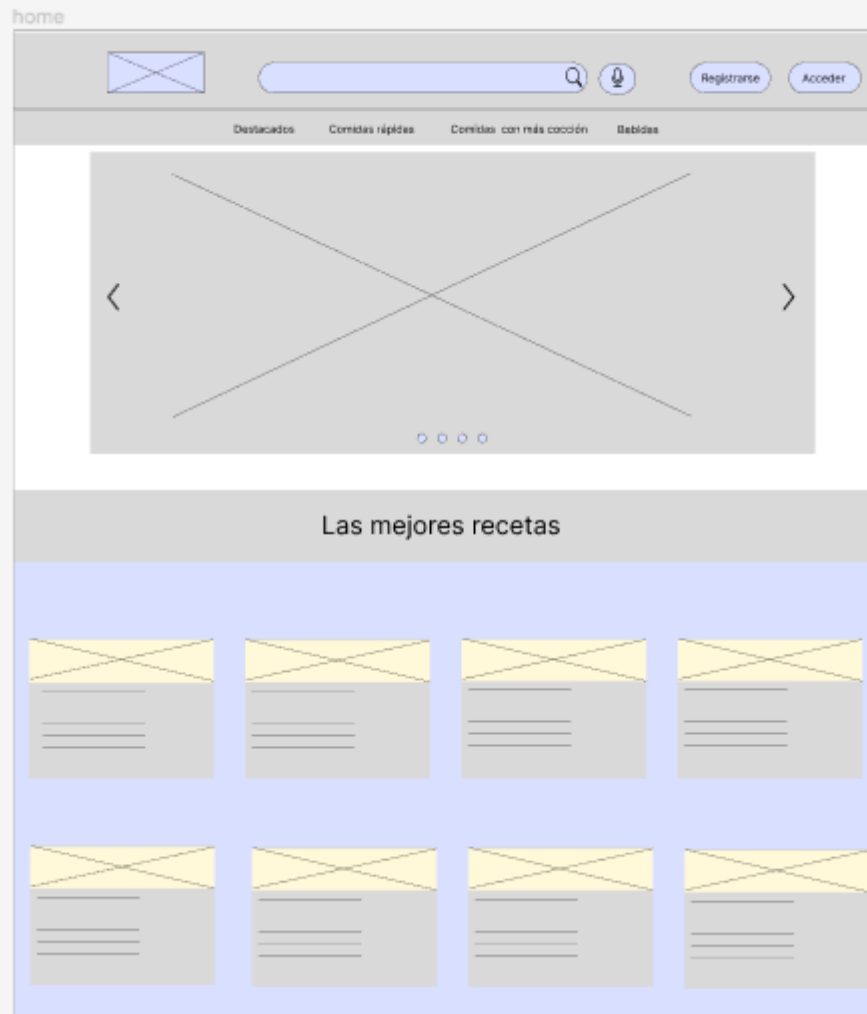 home
Registrarse Acceder
Destacados Comidas rápidas Comidas con más cocción Bebidas
Las mejores recetas